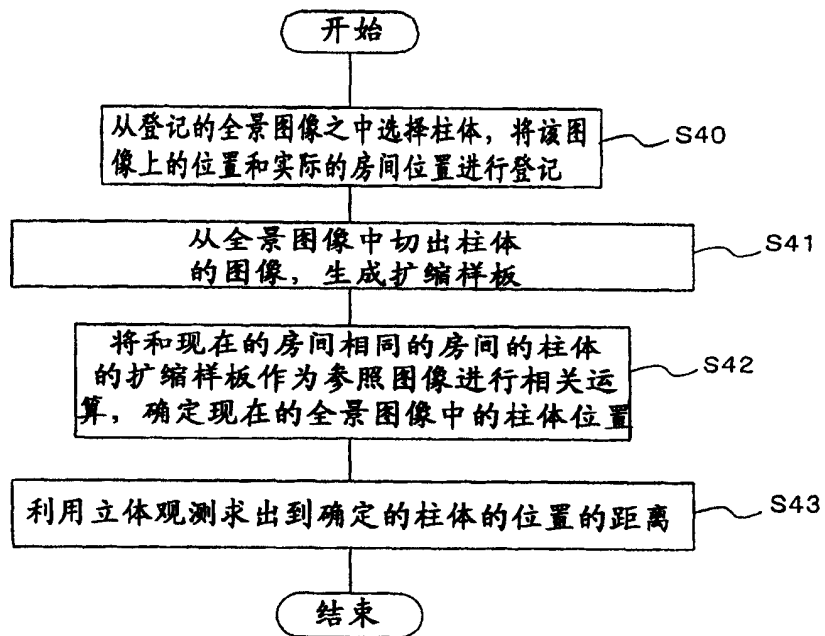 开始
从登记的全景图像之中选择柱体，将该图
像上的位置和实际的房间位置进行登记
S40
从全景图像中切出柱体
的图像，生成扩缩样板
S41
将和现在的房间相同的房间的柱体
的扩缩样板作为参照图像进行相关运
算，确定现在的全景图像中的柱体位置
S42
利用立体观测求出到确定的柱体的位置的距离
S43
结束